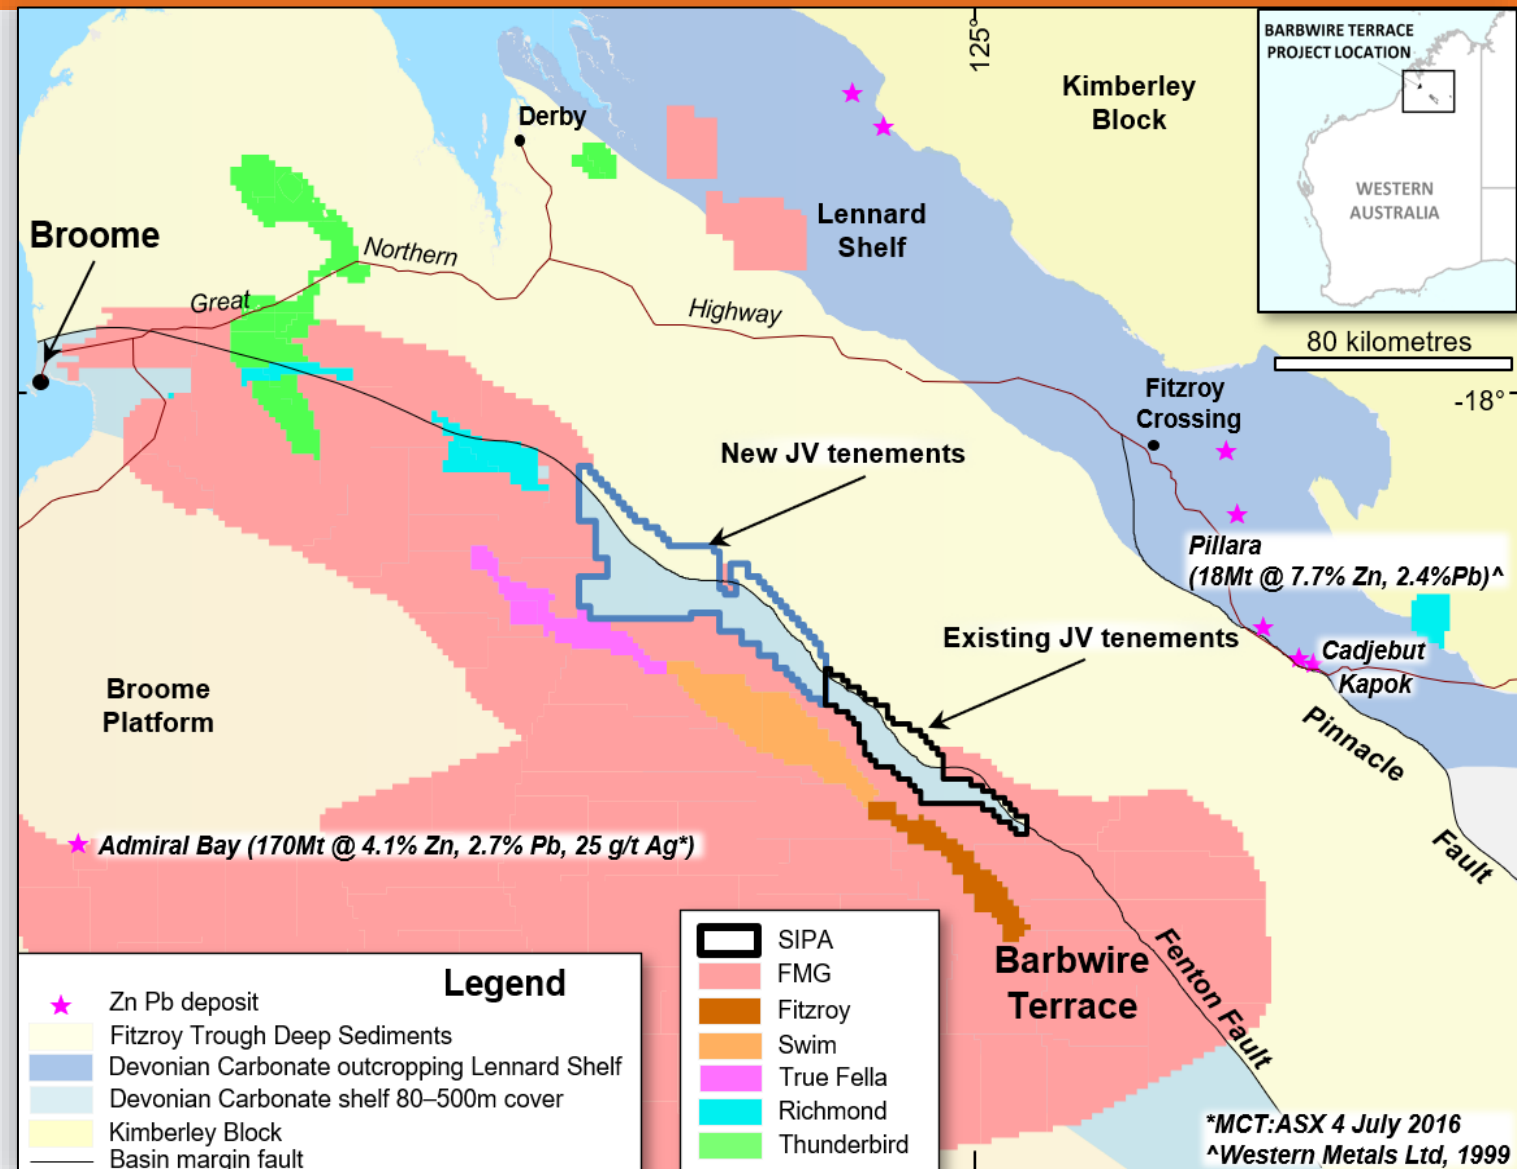 BARBWIRE TERRACE
PROJECT LOCATION
WESTERN
AUSTRALIA
125°
Kimberley
Block
Derby
Lennard
Shelf
Broome
Northern
Great
Highway
80 kilometres
-18°
Fitzroy
Crossing
New JV tenements
Pillara
(18Mt @ 7.7% Zn, 2.4%Pb)^
Existing JV tenements
Cadjebut
Kapok
Broome
Platform
Pinnacle
Fault
Admiral Bay (170Mt @ 4.1% Zn, 2.7% Pb, 25 g/t Ag*)
Barbwire
Terrace
Fenton Fault
Legend
Zn Pb deposit
Fitzroy Trough Deep Sediments
Devonian Carbonate outcropping Lennard Shelf
Devonian Carbonate shelf 80–500m cover
Kimberley Block
Basin margin fault
SIPA
FMG
Fitzroy
Swim
True Fella
Richmond
Thunderbird
*MCT:ASX 4 July 2016
^Western Metals Ltd, 1999